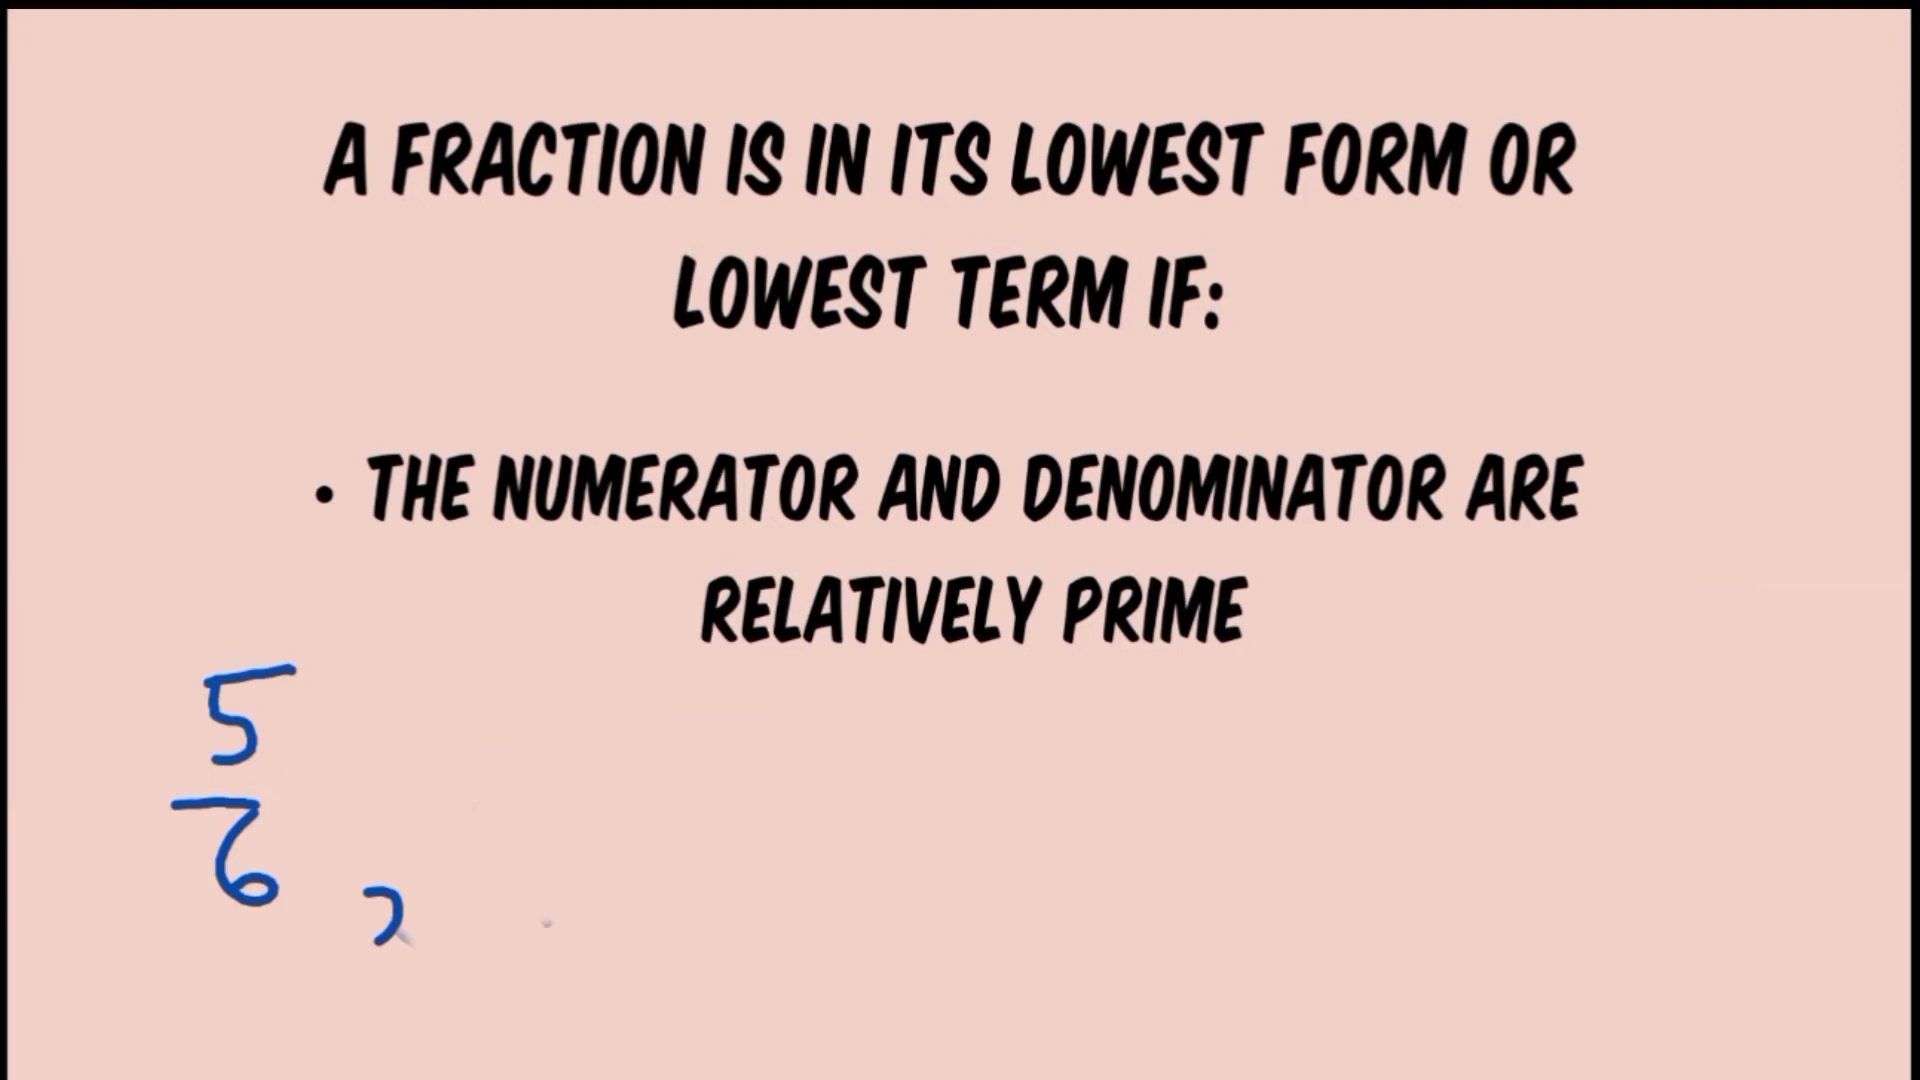 A FRACTION IS IN ITS LOWEST FORM OR
LOWEST TERM IF:
• THE NUMERATOR AND DENOMINATOR ARE
RELATIVELY PRIME
5
6 ,